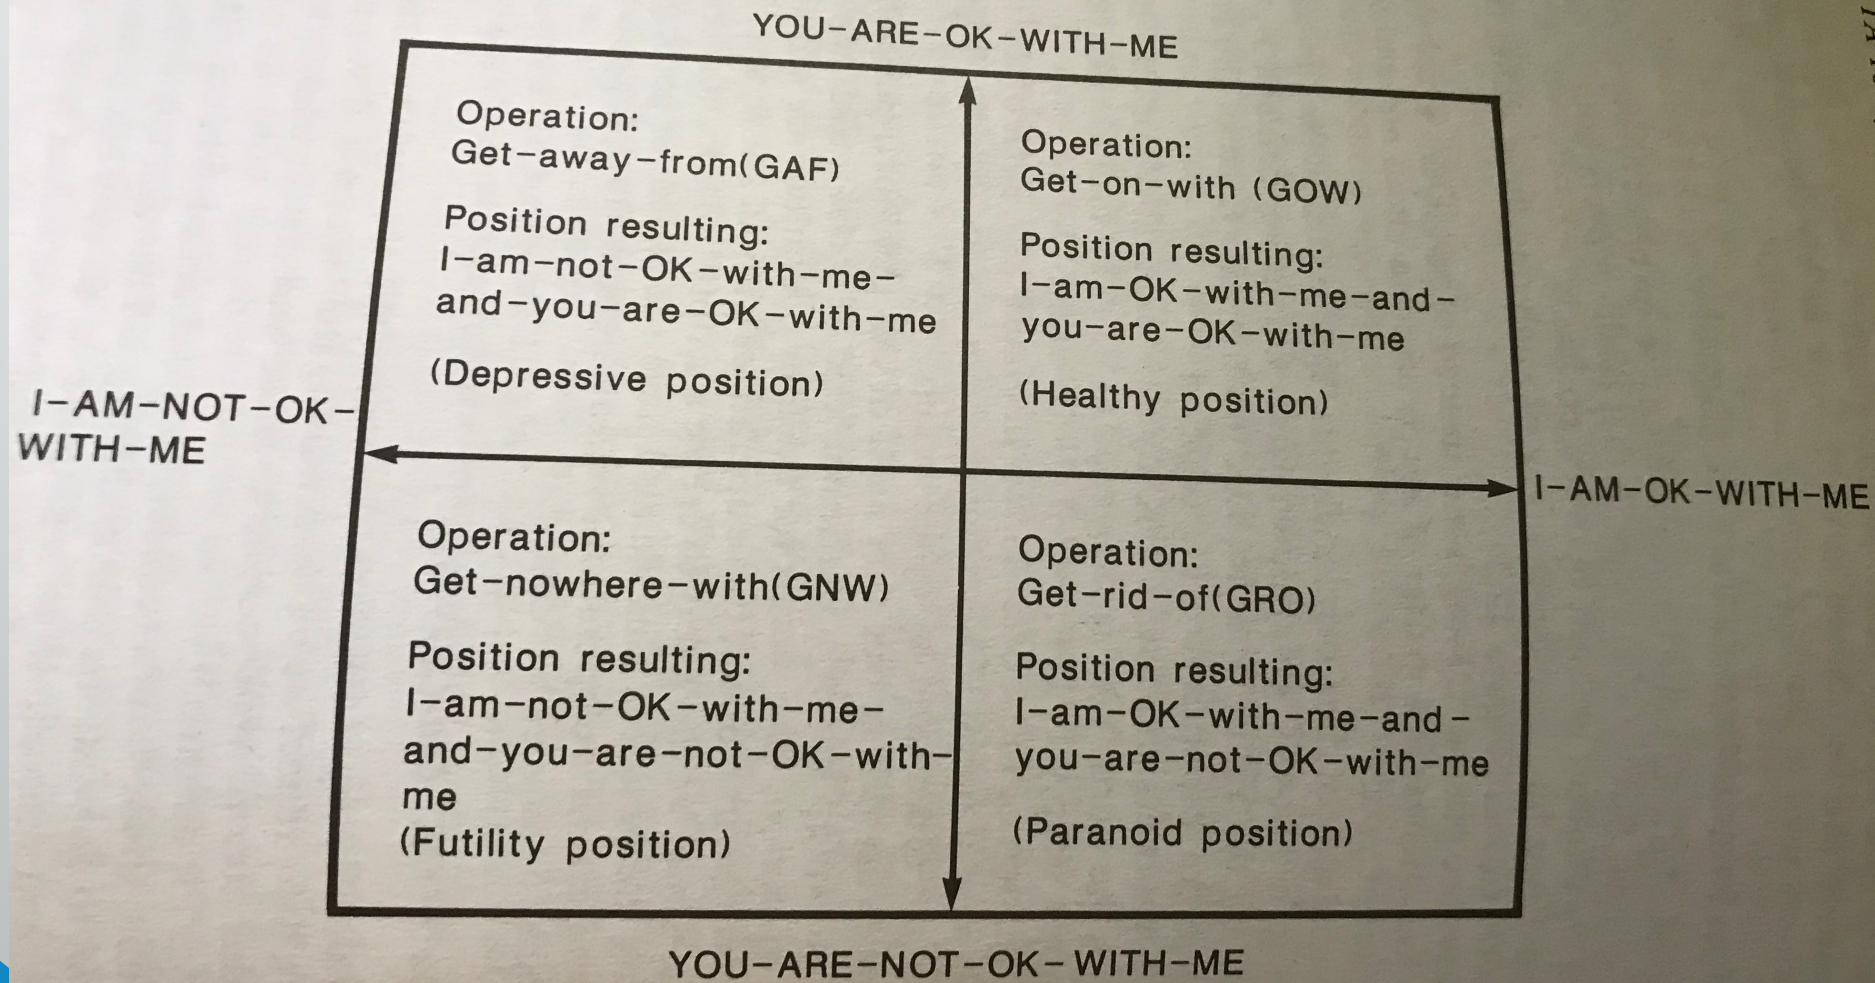 YOU-ARE-OK-WITH-ME
Operation:
Get-away-from(GAF)
Position resulting:
I-am-not-OK-with-me-
and-you-are-OK-with-me
(Depressive position)
Operation:
Get-on-with (GOW)
Position resulting:
I-am-OK-with-me-and-
you-are-OK-with-me
(Healthy position)
I-AM-NOT-OK-
WITH-ME
I-AM-OK-WITH-ME
Operation:
Get-nowhere-with(GNW)
Position resulting:
I-am-not-OK-with-me-
and-you-are-not-OK-with-
me
(Futility position)
Operation:
Get-rid-of(GRO)
Position resulting:
I-am-OK-with-me-and-
you-are-not-OK-with-me
(Paranoid position)
YOU-ARE-NOT-OK-WITH-ME